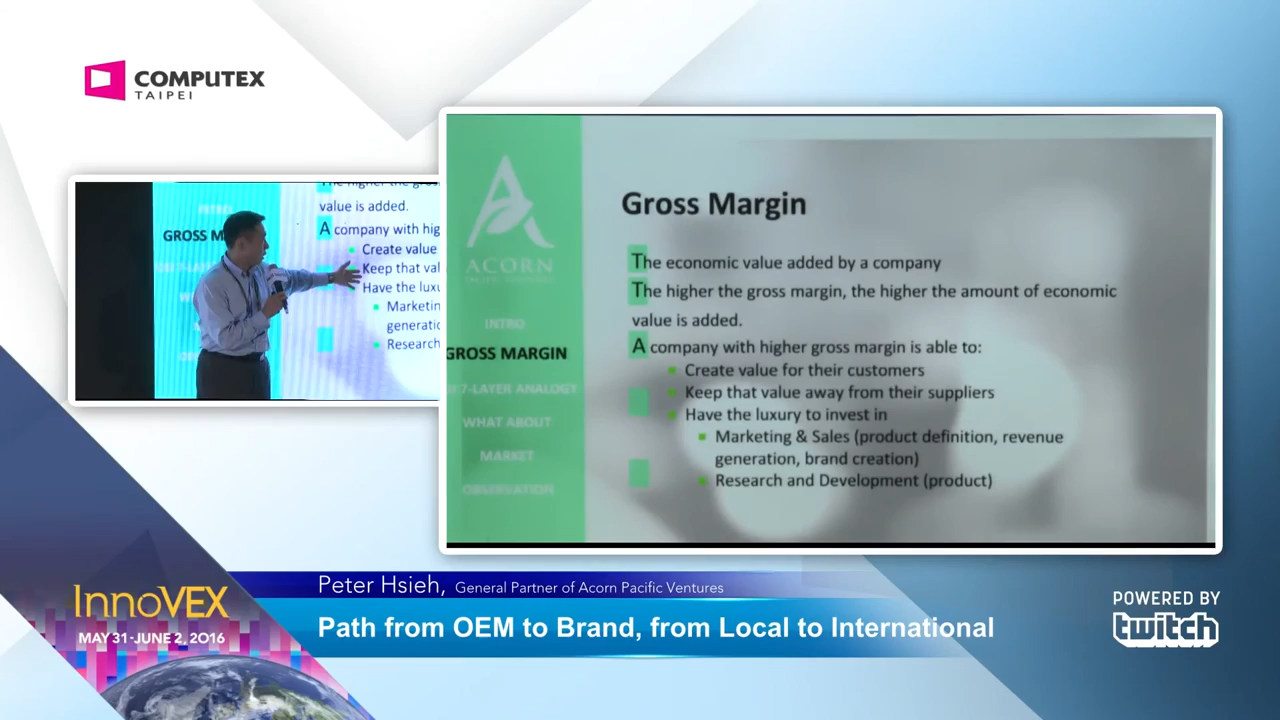 COMPUTEX
TAIPEI
value is added.
GROSS M
A company with hig
Create value
Keep that val
Have the luxu
Marketin
generatio
Research
ACORN
INTRO
GROSS MARGIN
7-LAYER ANALOGY
WHAT ABOUT
MARKET
OBSERVATION
Gross Margin
The economic value added by a company
The higher the gross margin, the higher the amount of economic
value is added.
A company with higher gross margin is able to:
Create value for their customers
Keep that value away from their suppliers
Have the luxury to invest in
Marketing & Sales (product definition, revenue
generation, brand creation)
Research and Development (product)
InnoVEX
MAY 31-JUNE 2, 2016
Peter Hsieh, General Partner of Acorn Pacific Ventures
Path from OEM to Brand, from Local to International
POWERED BY
twitch